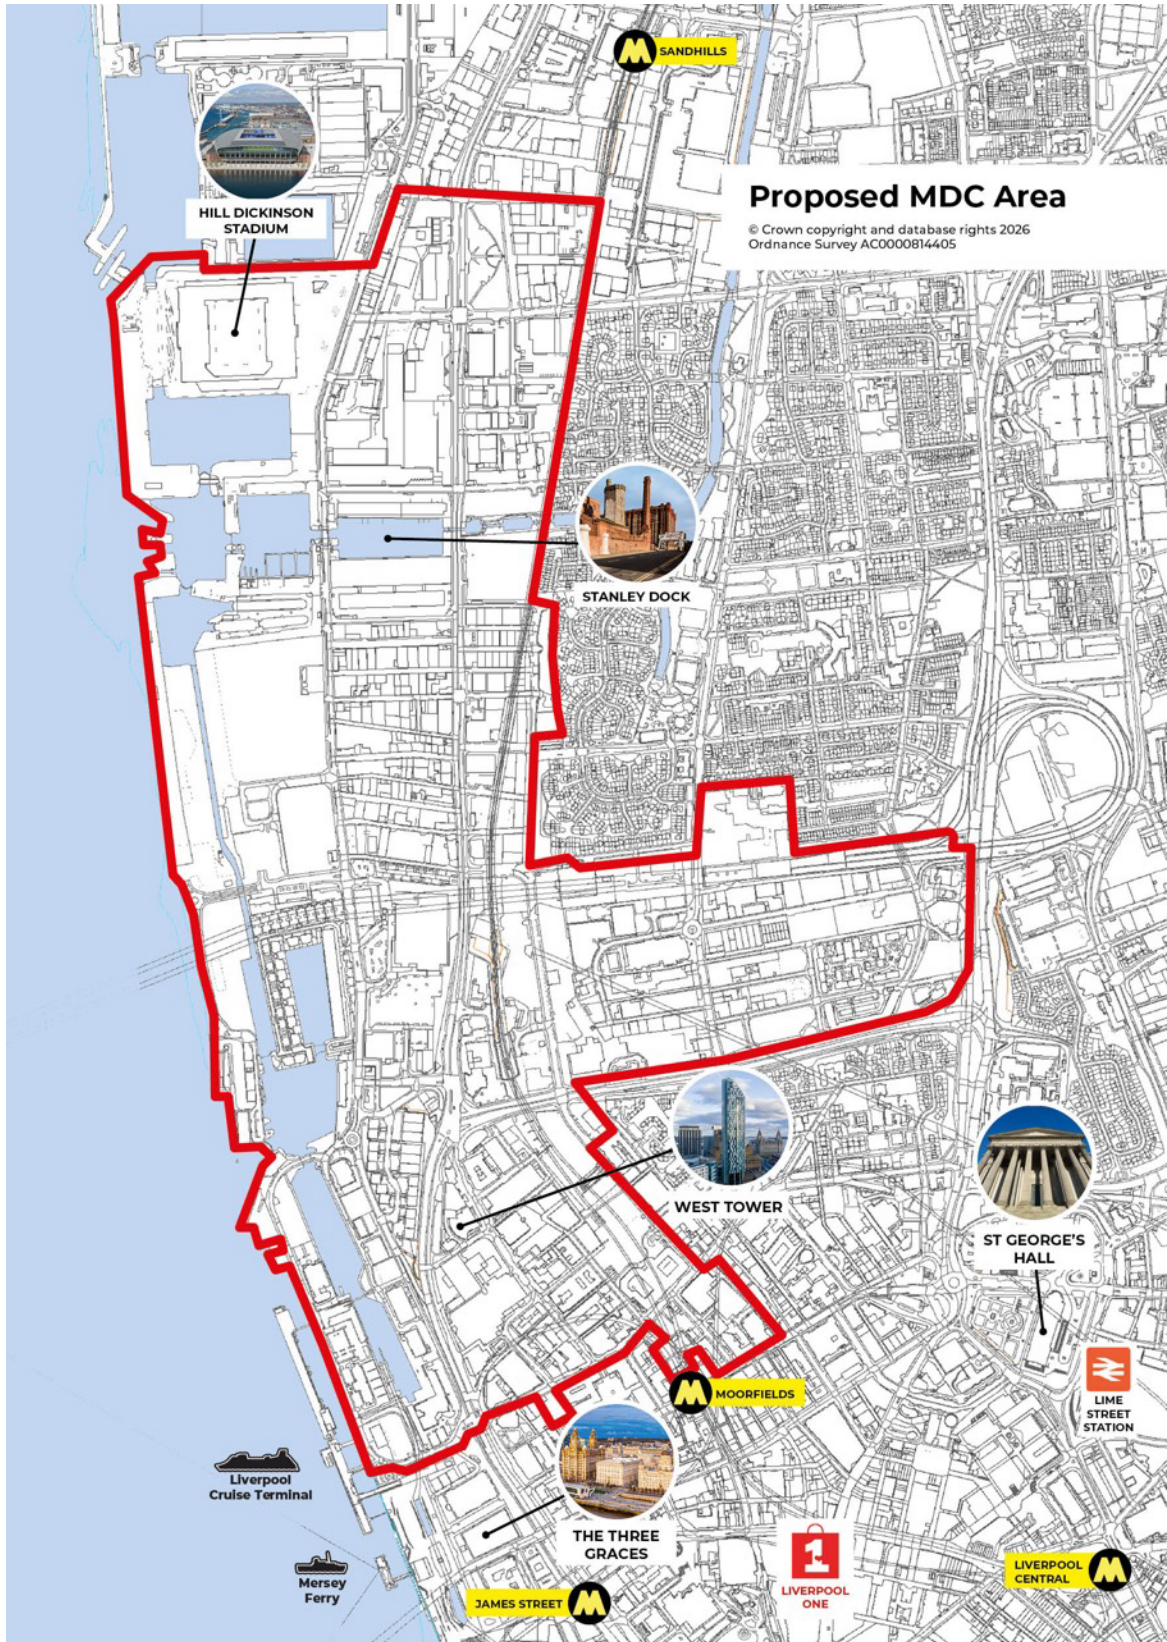 SANDHILLS
Proposed MDC Area
© Crown copyright and database rights 2026
Ordnance Survey AC0000814405
HILL DICKINSON
STADIUM
STANLEY DOCK
WEST TOWER
ST GEORGE'S
HALL
MOORFIELDS
LIME
STREET
STATION
Liverpool
Cruise Terminal
THE THREE
GRACES
Mersey
Ferry
JAMES STREET
1
LIVERPOOL
ONE
LIVERPOOL
CENTRAL